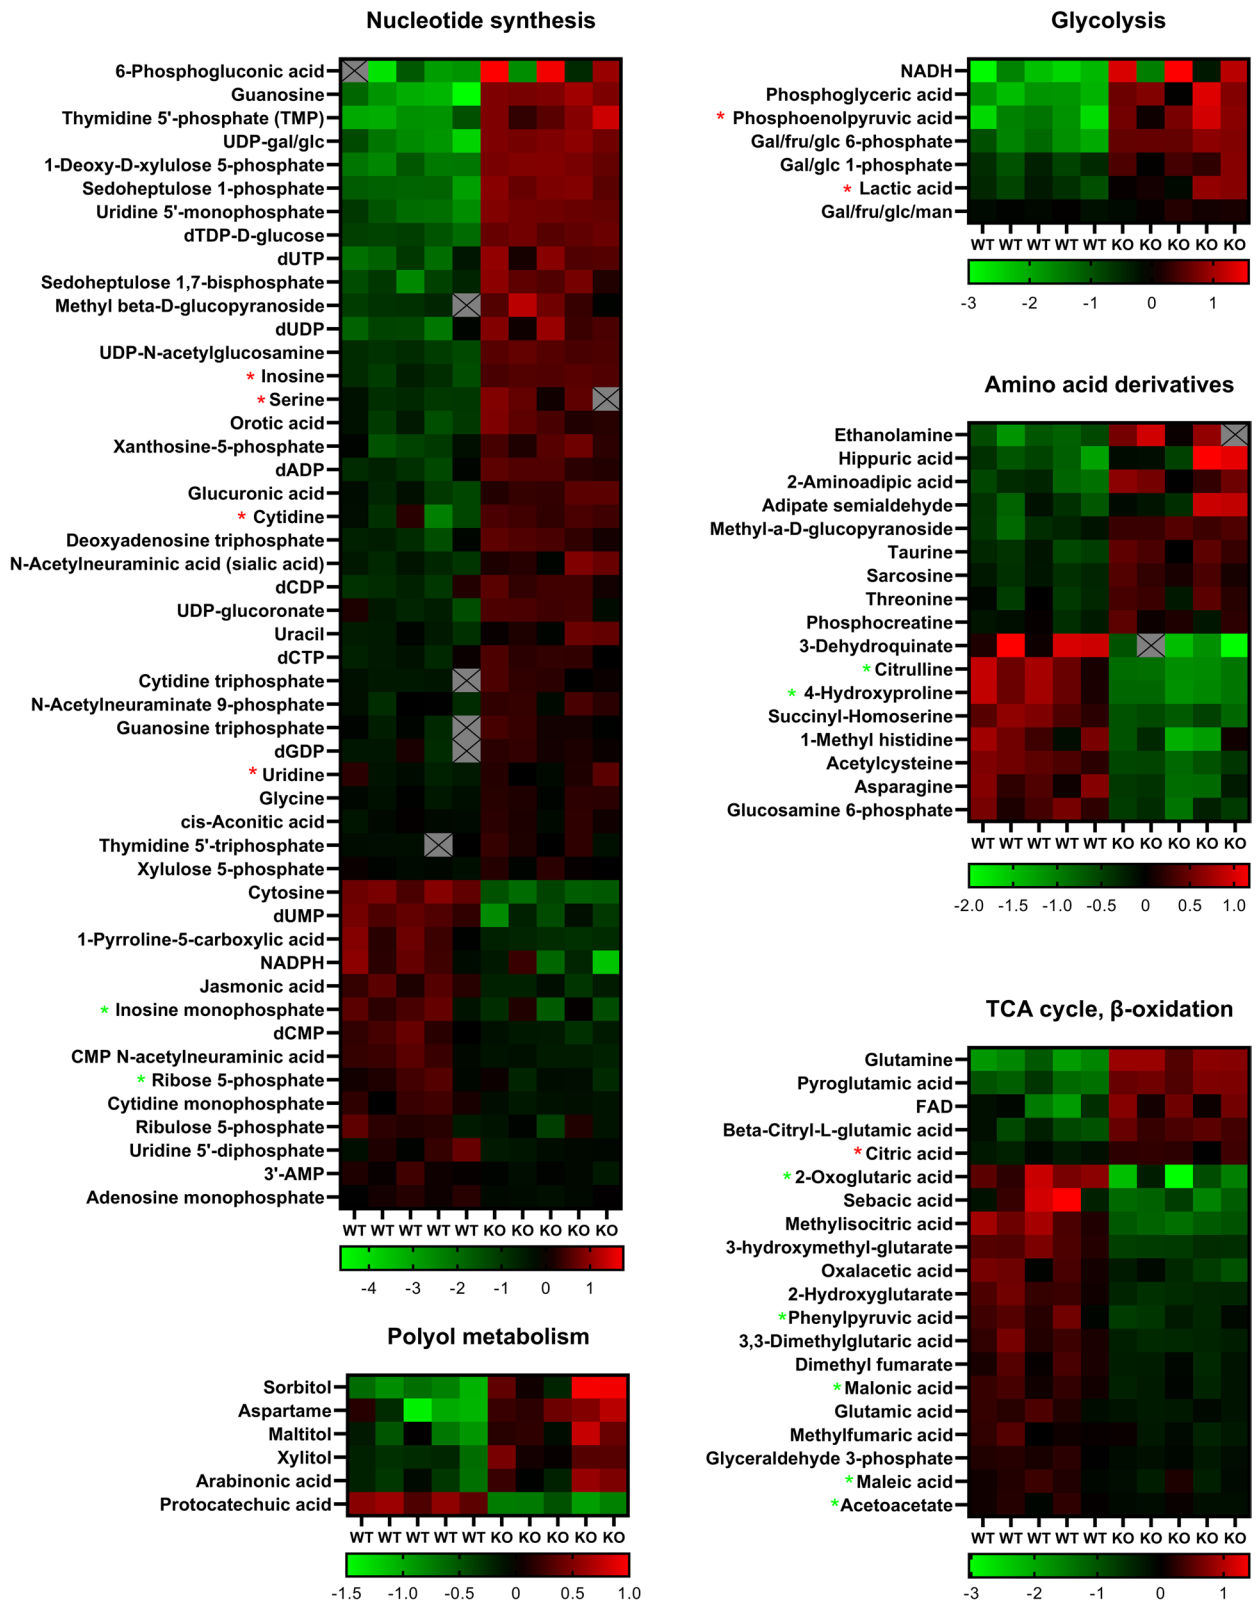 Nucleotide synthesis
6-Phosphogluconic acid
Guanosine
Thymidine 5'-phosphate (TMP)
UDP-gal/glc
1-Deoxy-D-xylulose 5-phosphate
Sedoheptulose 1-phosphate
Uridine 5'-monophosphate
dTDP-D-glucose
dUTP
Sedoheptulose 1,7-bisphosphate
Methyl beta-D-glucopyranoside
dUDP
UDP-N-acetylglucosamine
* Inosine
* Serine
Orotic acid
Xanthosine-5-phosphate
dADP
Glucuronic acid
* Cytidine
Deoxyadenosine triphosphate
N-Acetylneuraminic acid (sialic acid)
dCDP
UDP-glucoronate
Uracil
dCTP
Cytidine triphosphate
N-Acetylneuraminate 9-phosphate
Guanosine triphosphate
dGDP
* Uridine
Glycine
cis-Aconitic acid
Thymidine 5'-triphosphate
Xylulose 5-phosphate
Cytosine
dUMP
1-Pyrroline-5-carboxylic acid
NADPH
Jasmonic acid
* Inosine monophosphate
dCMP
CMP N-acetylneuraminic acid
* Ribose 5-phosphate
Cytidine monophosphate
Ribulose 5-phosphate
Uridine 5'-diphosphate
3'-AMP
Adenosine monophosphate
WT WT WT WT WT KO KO KO KO KO
-4 -3 -2 -1 0 1
Polyol metabolism
Sorbitol
Aspartame
Maltitol
Xylitol
Arabinonic acid
Protocatechuic acid
WT WT WT WT WT KO KO KO KO KO
-1.5 -1.0 -0.5 0 0.5 1.0
Glycolysis
NADH
Phosphoglyceric acid
* Phosphoenolpyruvic acid
Gal/fru/glc 6-phosphate
Gal/glc 1-phosphate
* Lactic acid
Gal/fru/glc/man
WT WT WT WT WT KO KO KO KO KO
-3 -2 -1 0 1
Amino acid derivatives
Ethanolamine
Hippuric acid
2-Aminoadipic acid
Adipate semialdehyde
Methyl-a-D-glucopyranoside
Taurine
Sarcosine
Threonine
Phosphocreatine
3-Dehydroquinate
* Citrulline
* 4-Hydroxyproline
Succinyl-Homoserine
1-Methyl histidine
Acetylcysteine
Asparagine
Glucosamine 6-phosphate
WT WT WT WT WT KO KO KO KO KO
-2.0 -1.5 -1.0 -0.5 0 0.5 1.0
TCA cycle, β-oxidation
Glutamine
Pyroglutamic acid
FAD
Beta-Citryl-L-glutamic acid
* Citric acid
* 2-Oxoglutaric acid
Sebacic acid
Methylisocitric acid
3-hydroxymethyl-glutarate
Oxalacetic acid
2-Hydroxyglutarate
* Phenylpyruvic acid
3,3-Dimethylglutaric acid
Dimethyl fumarate
* Malonic acid
Glutamic acid
Methylfumaric acid
Glyceraldehyde 3-phosphate
* Maleic acid
* Acetoacetate
WT WT WT WT WT KO KO KO KO KO
-3 -2 -1 0 1